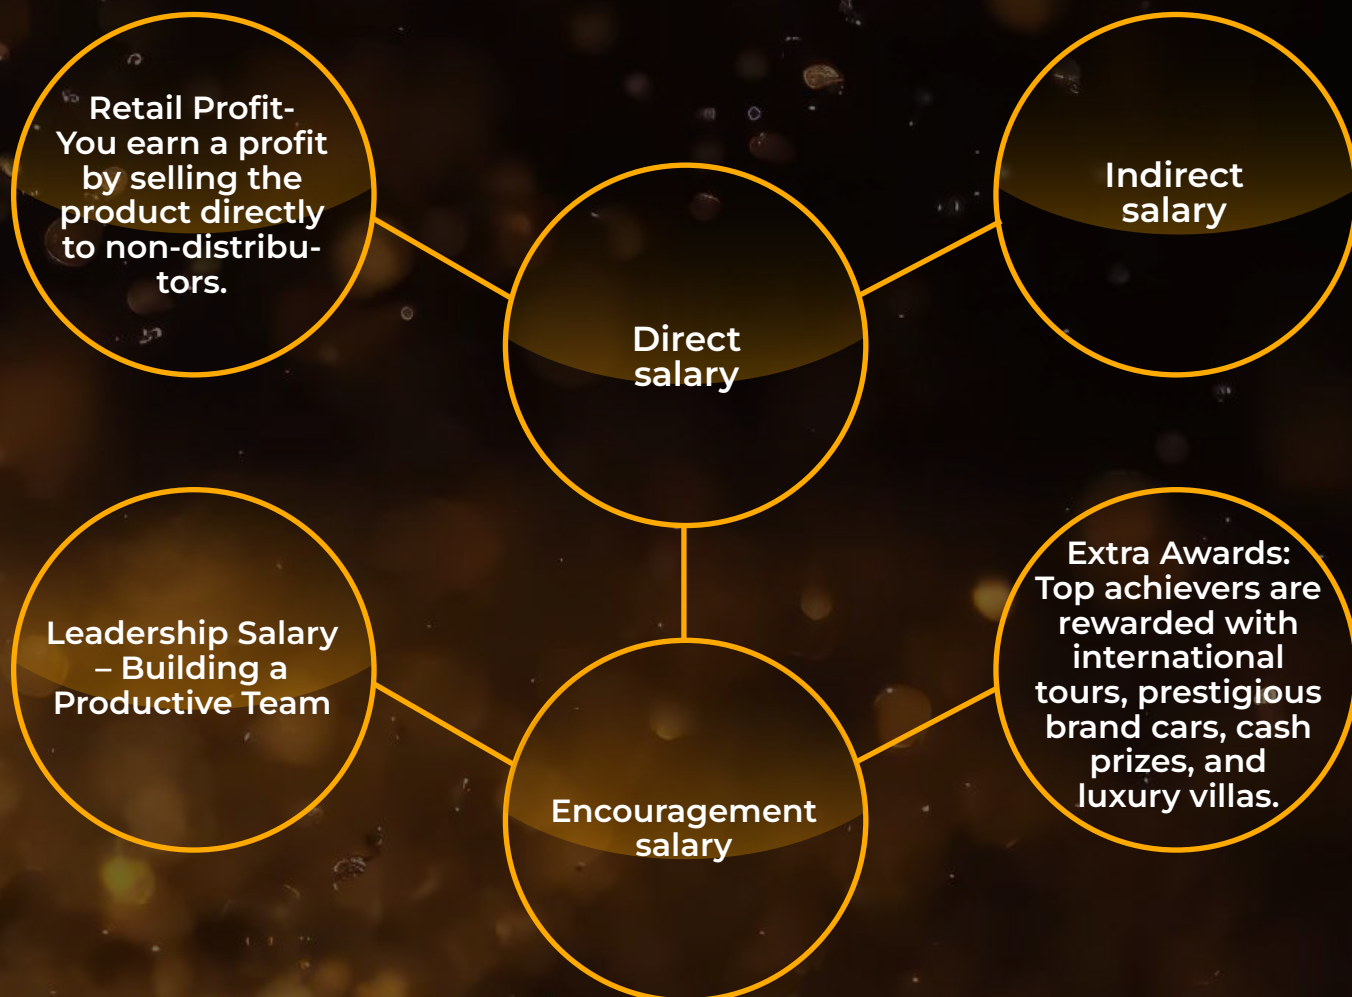 Retail Profit-
You earn a profit
by selling the
product directly
to non-distribu-
tors.
Direct
salary
Indirect
salary
Leadership Salary
– Building a
Productive Team
Encouragement
salary
Extra Awards:
Top achievers are
rewarded with
international
tours, prestigious
brand cars, cash
prizes, and
luxury villas.